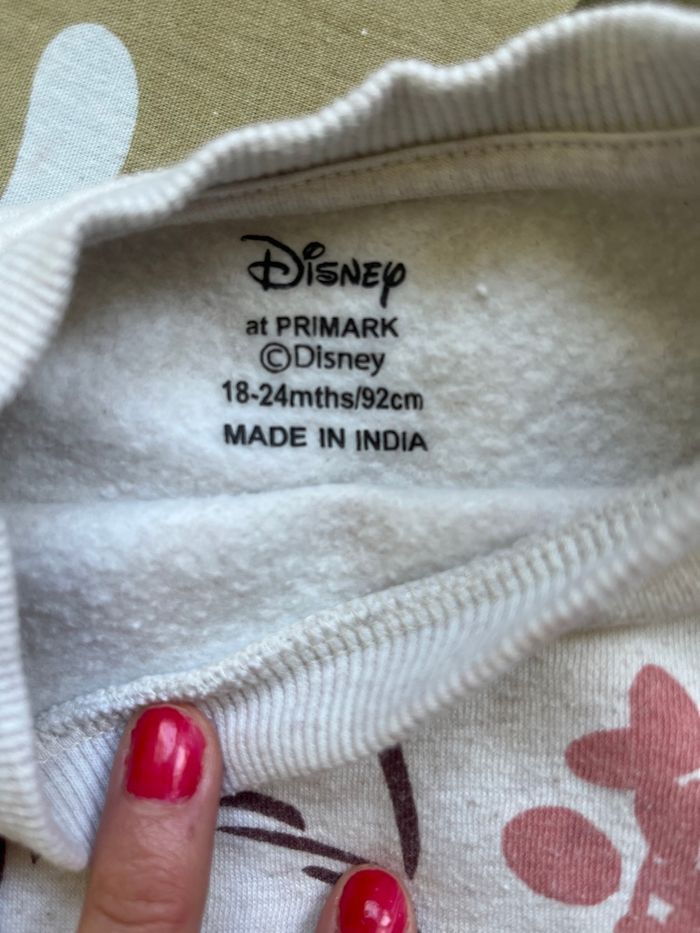 Disney
at PRIMARK
©Disney
18-24mths/92cm
MADE IN INDIA